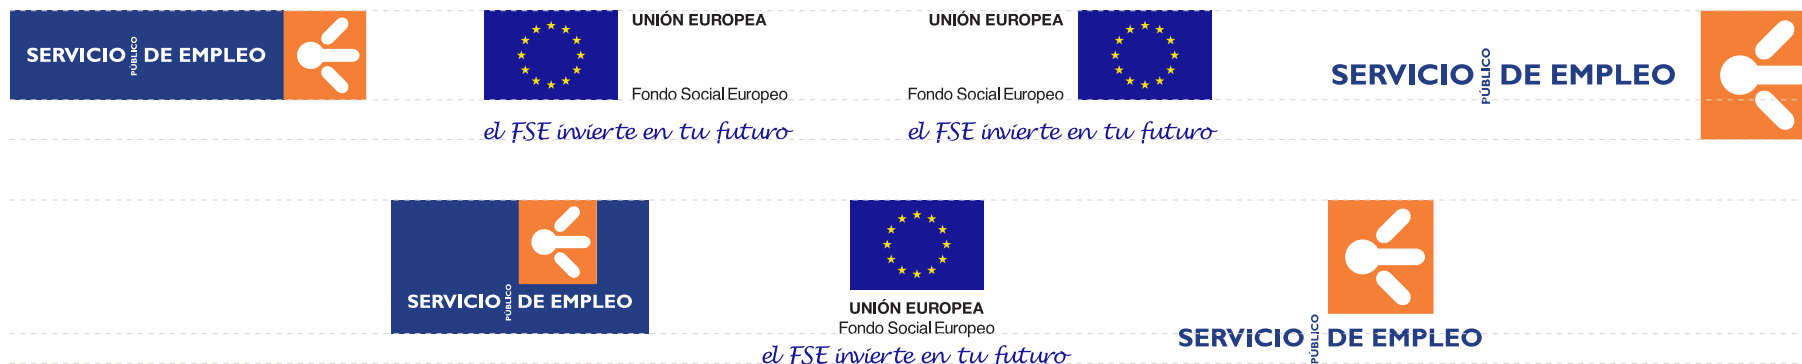 SERVICIO PÚBLICO DE EMPLEO
UNIÓN EUROPEA
Fondo Social Europeo
el FSE invierte en tu futuro
UNIÓN EUROPEA
Fondo Social Europeo
el FSE invierte en tu futuro
SERVICIO PÚBLICO DE EMPLEO
SERVICIO PÚBLICO DE EMPLEO
UNIÓN EUROPEA
Fondo Social Europeo
el FSE invierte en tu futuro
SERVICIO PÚBLICO DE EMPLEO